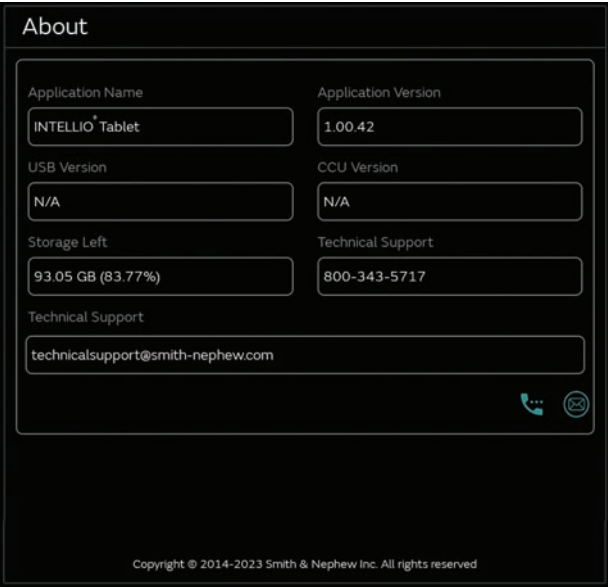 About
Application Name
Application Version
INTELLIO° Tablet
1.00.42
USB Version
CCU Version
N/A
N/A
Storage Left
Technical Support
93.05 GB (83.77%)
800-343-5717
Technical Support
technicalsupport@smith-nephew.com
Copyright © 2014-2023 Smith & Nephew Inc. All rights reserved